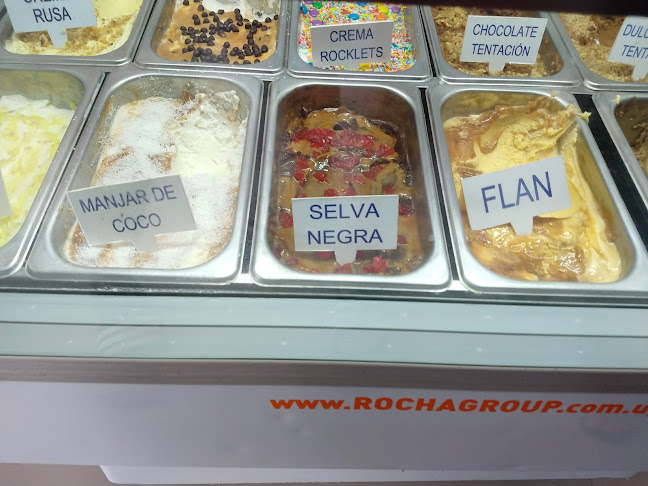 RUSA
CREMA
ROCKLETS
CHOCOLATE
TENTACIÓN
MANJAR DE
COCO
SELVA
NEGRA
FLAN
www.ROCHAGROUP.com.u